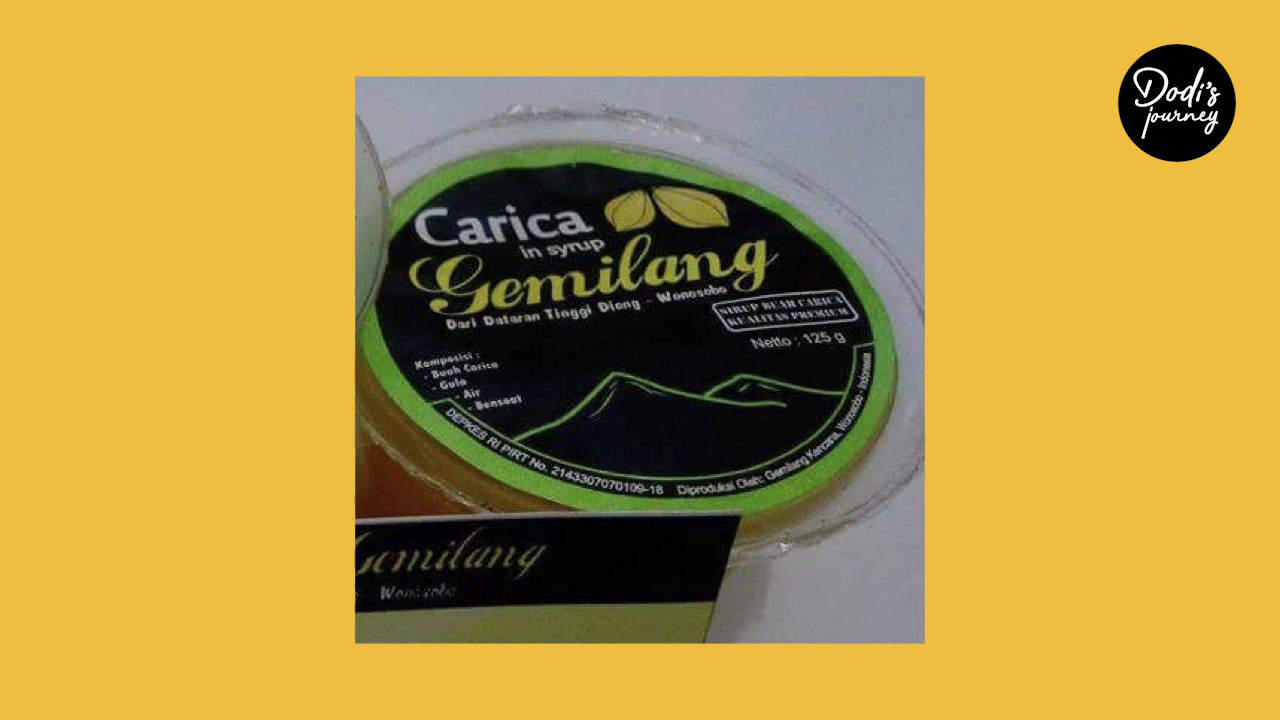 Dodi's
journey
Carica
in syrup
Gemilang
Dari Dataran Tinggi Dieng - Wonosobo
SIRUP BUAH CARICA
KUALITAS PREMIUM
Netto : 125 g
Komposisi :
- Buah Carica
- Gula
- Air
- Bensoat
DEPKES RI PIRT No. 2143307070109-18 Diproduksi Oleh: Gemilang Kencana, Wonosobo - Indonesia
Gemilang
Wonosobo